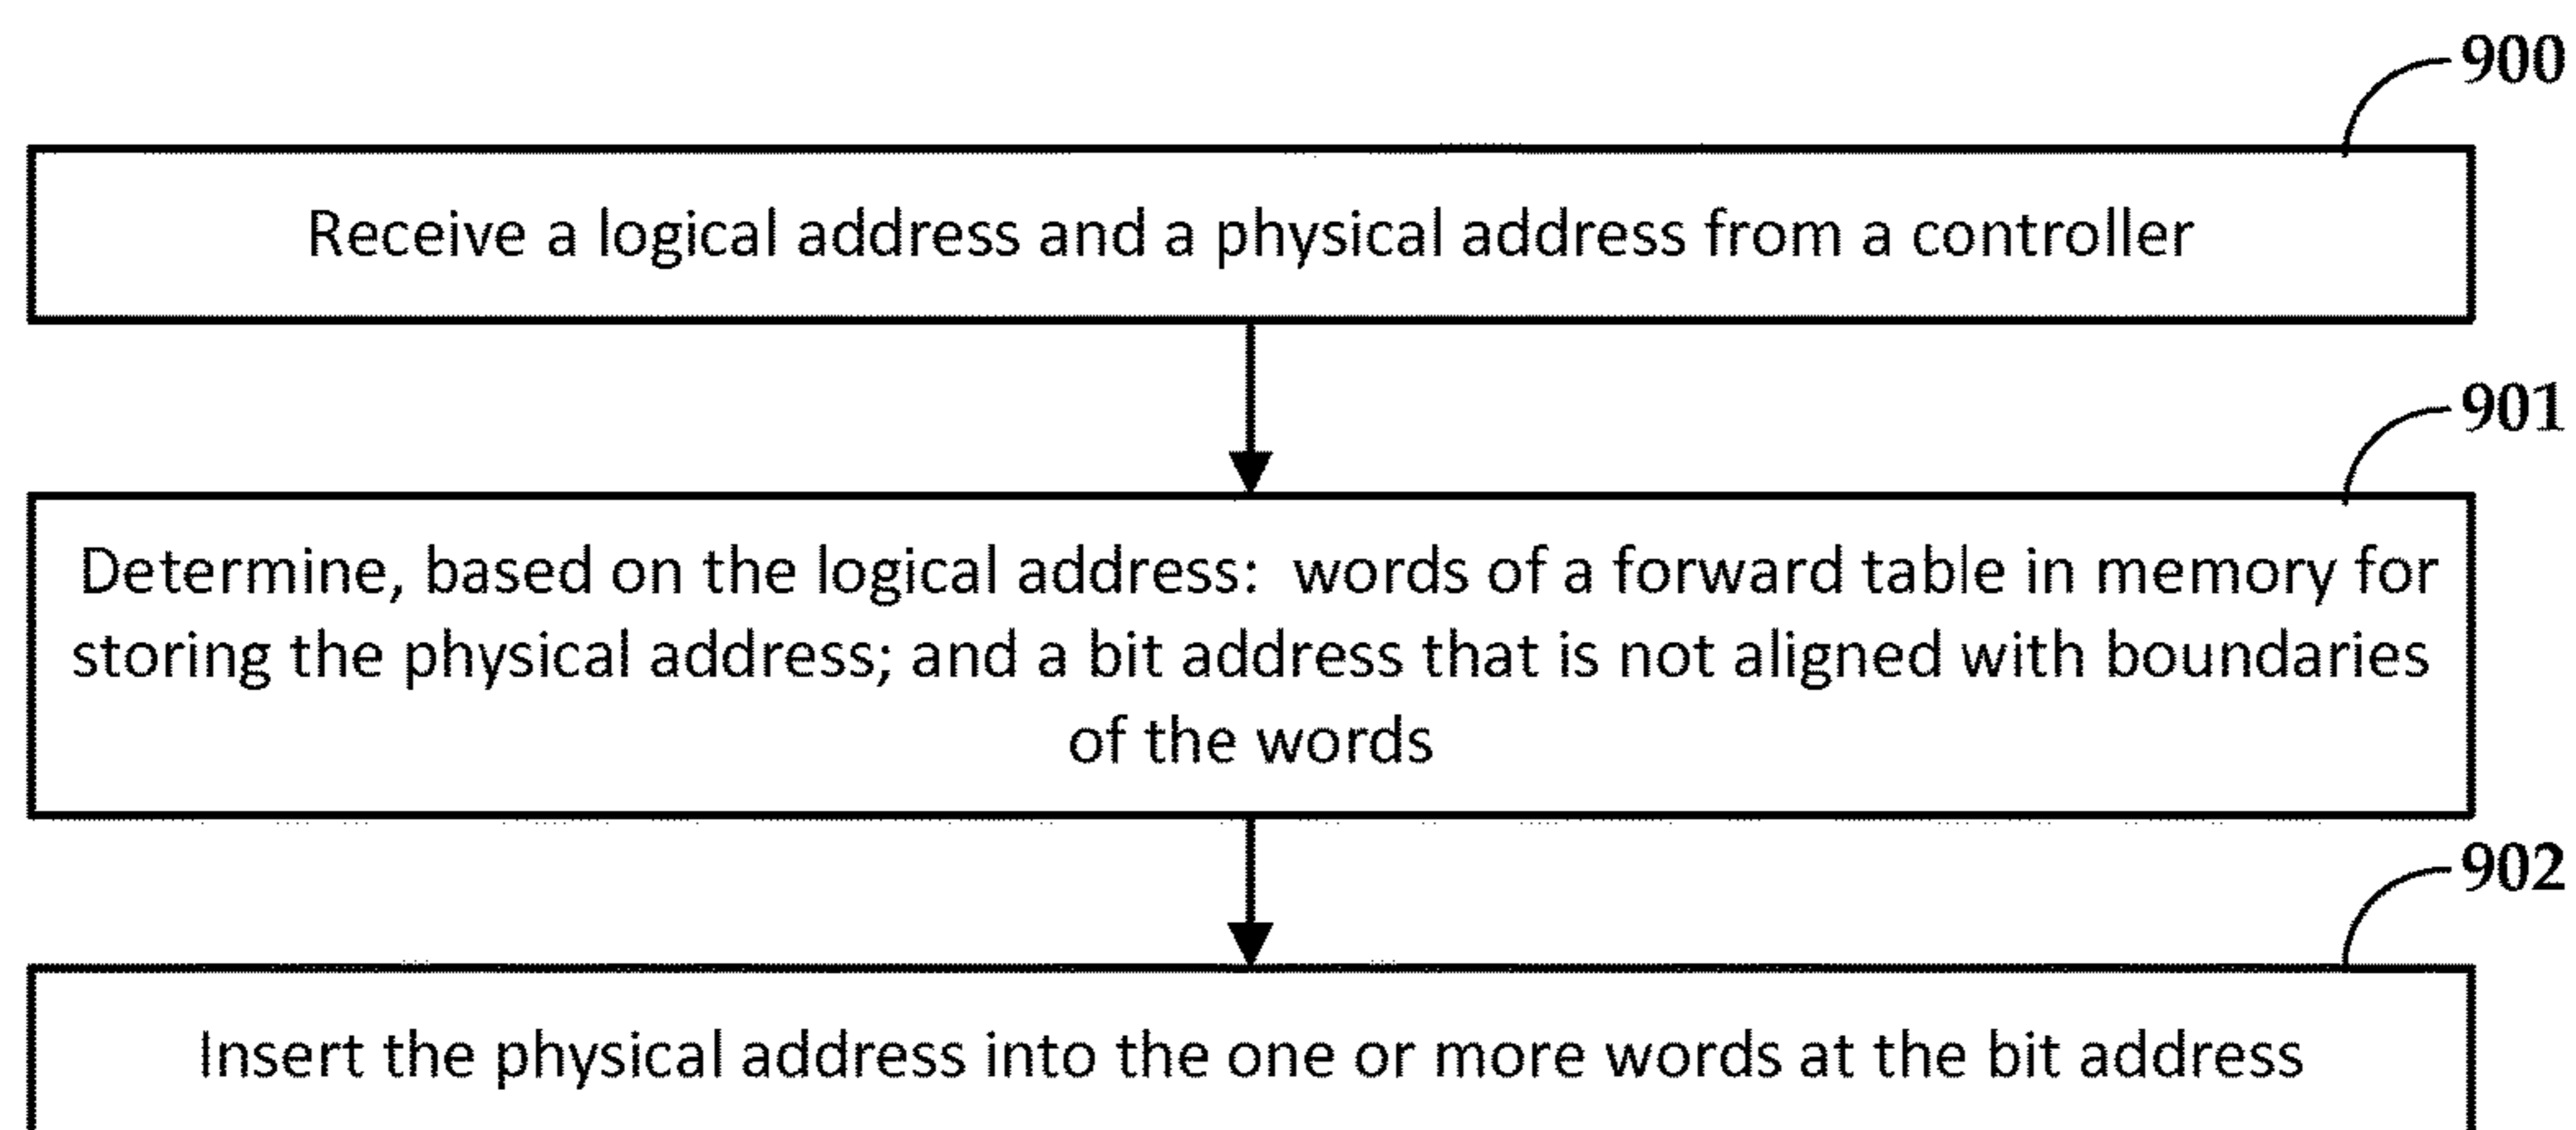 900
Receive a logical address and a physical address from a controller
901
Determine, based on the logical address:  words of a forward table in memory for
storing the physical address; and a bit address that is not aligned with boundaries
of the words
902
Insert the physical address into the one or more words at the bit address